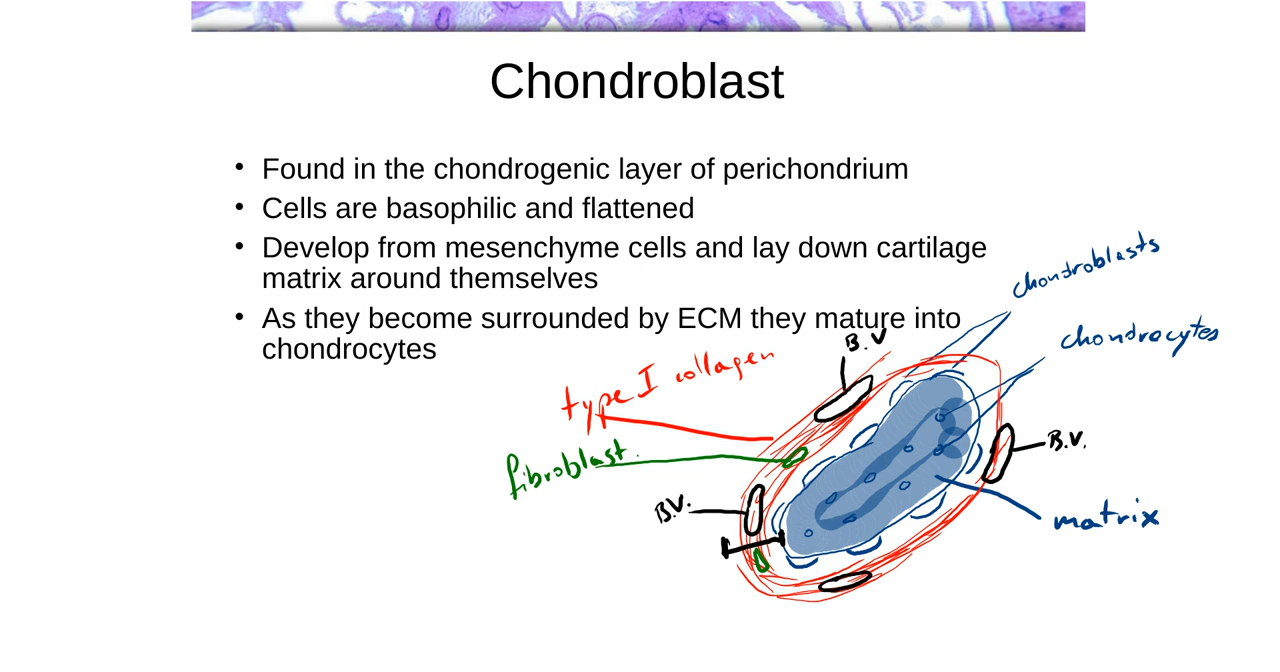 Chondroblast
• Found in the chondrogenic layer of perichondrium
• Cells are basophilic and flattened
• Develop from mesenchyme cells and lay down cartilage
matrix around themselves
• As they become surrounded by ECM they mature into
chondrocytes
chondroblasts
chondrocytes
B.V
type I collagen
B.V.
fibroblast.
B.V.
matrix